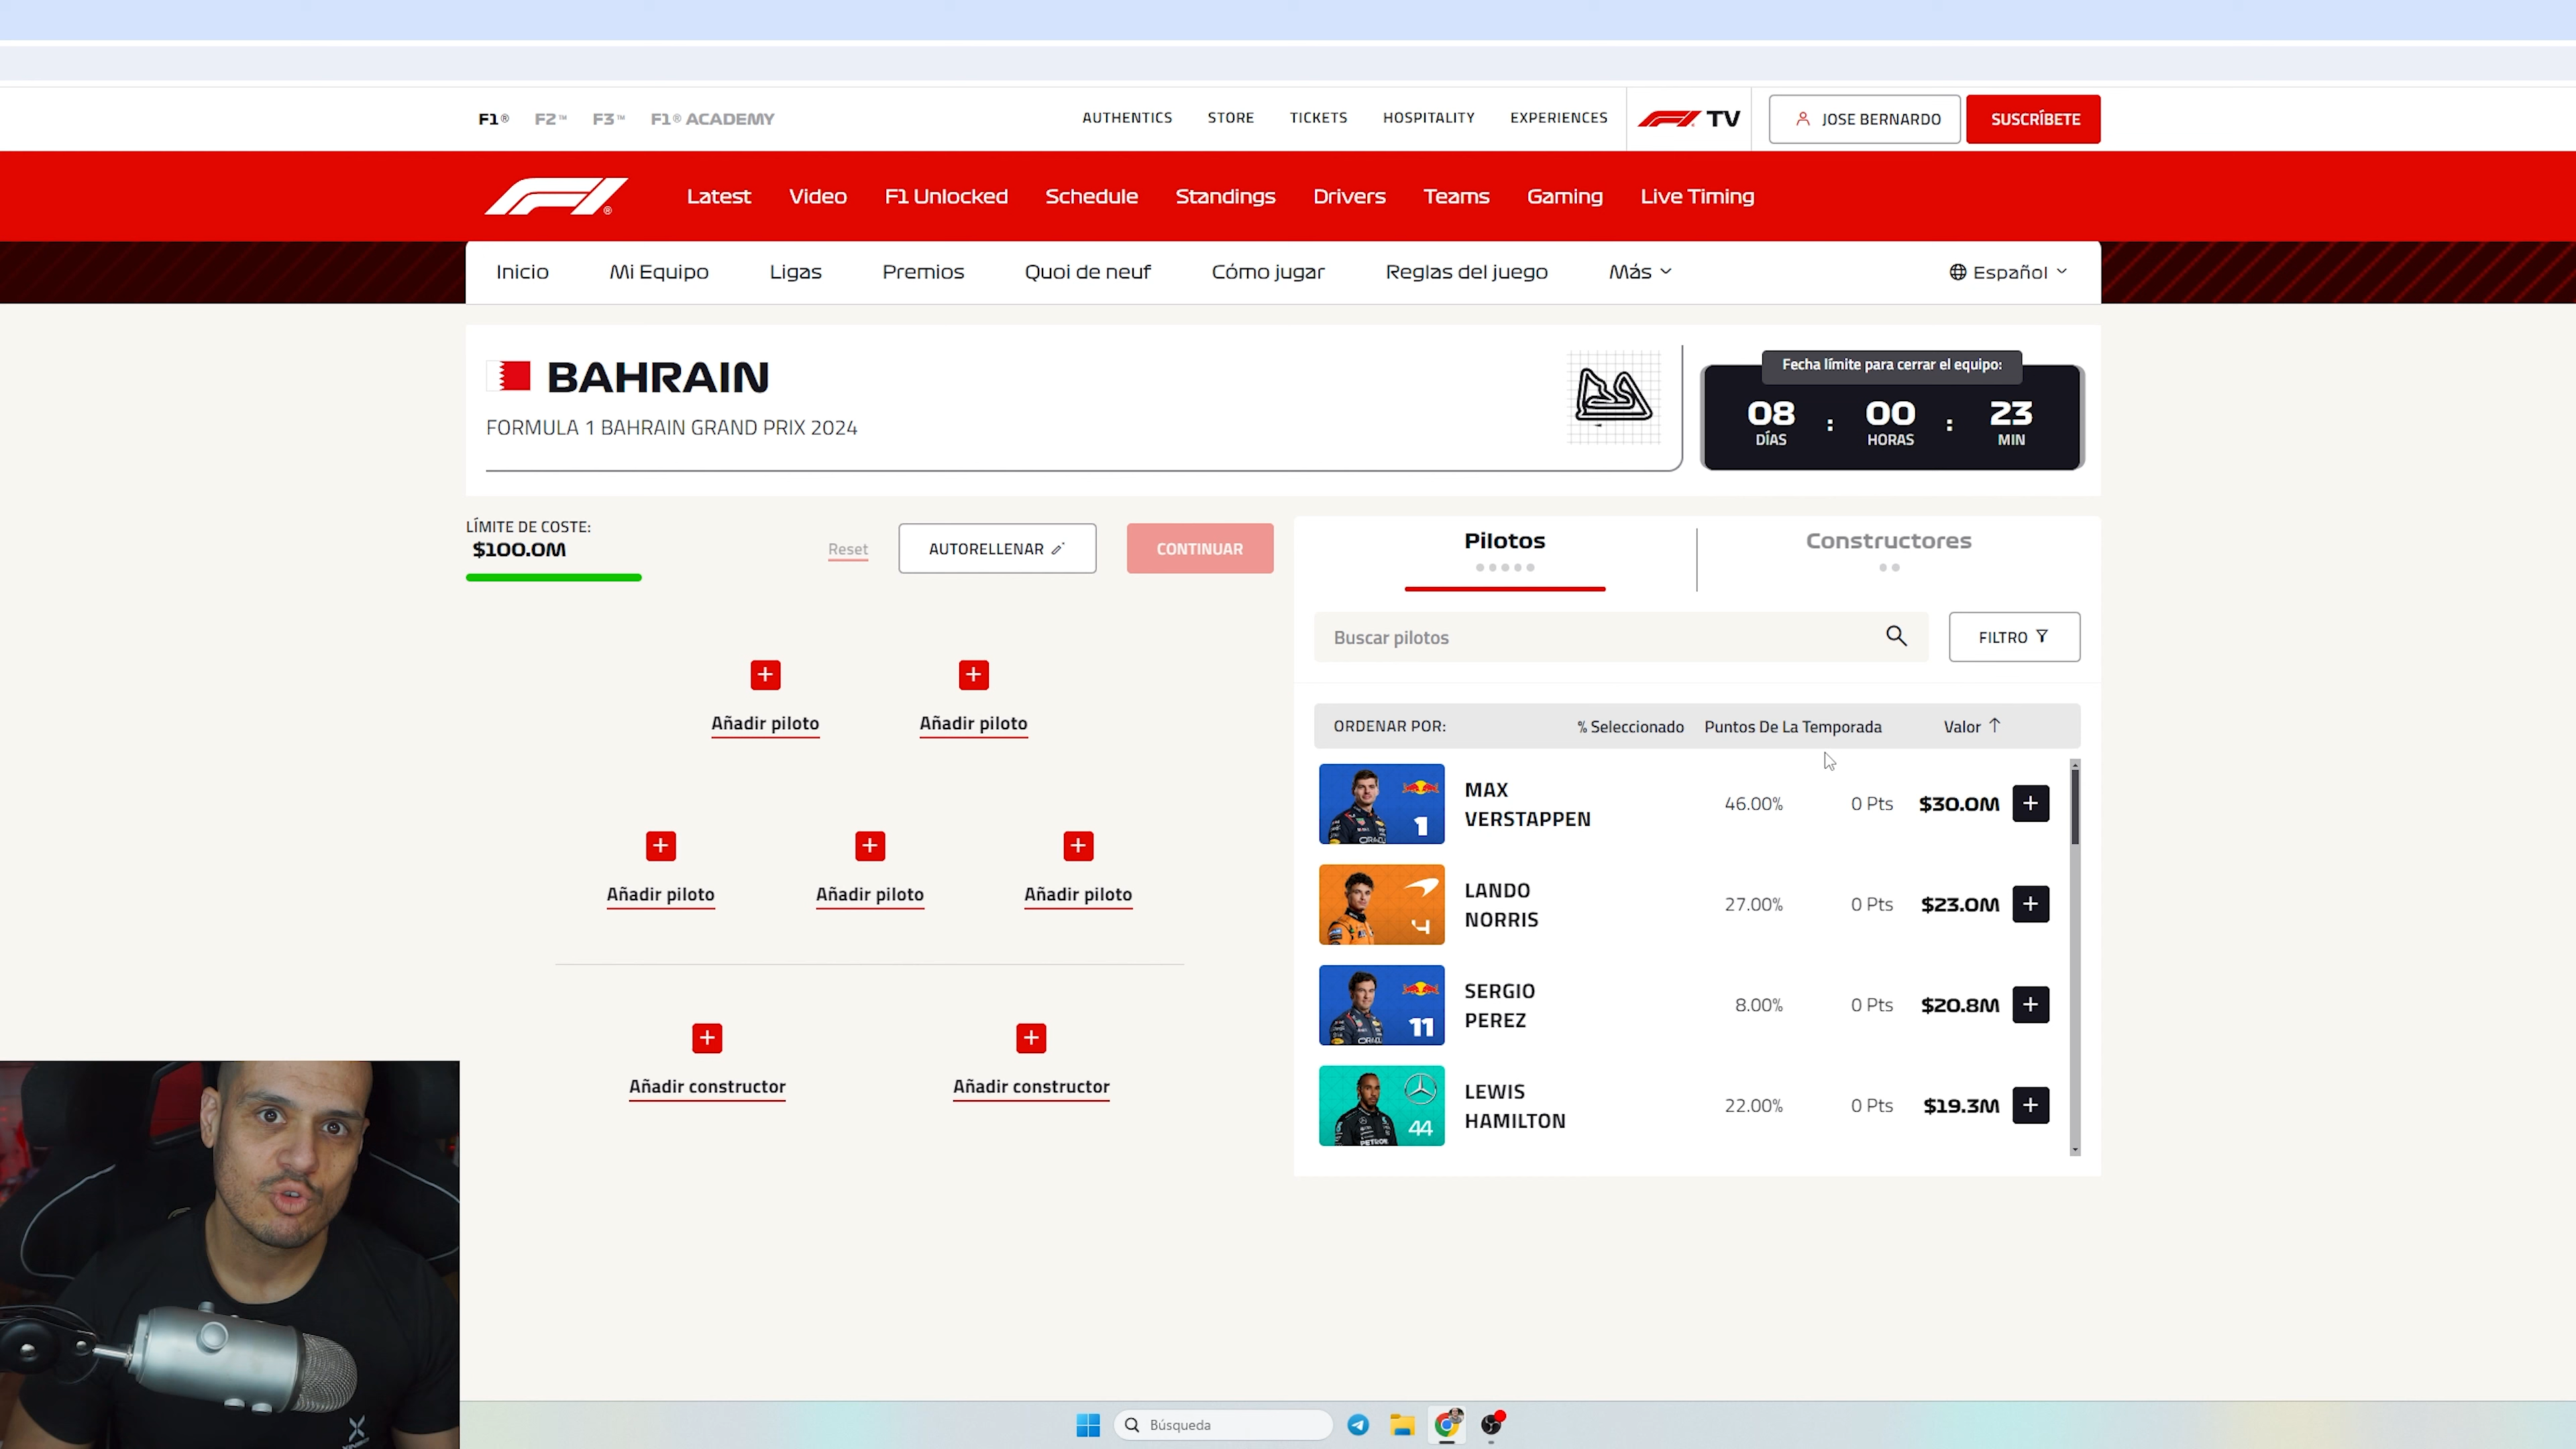 F1® F2™ F3™ F1® ACADEMY
AUTHENTICS STORE TICKETS HOSPITALITY EXPERIENCES F1 TV JOSE BERNARDO SUSCRÍBETE
F1® Latest Video F1 Unlocked Schedule Standings Drivers Teams Gaming Live Timing
Inicio Mi Equipo Ligas Premios Quoi de neuf Cómo jugar Reglas del juego Más Español
BAHRAIN
FORMULA 1 BAHRAIN GRAND PRIX 2024
Fecha límite para cerrar el equipo:
08 : 00 : 23
DÍAS HORAS MIN
LÍMITE DE COSTE:
$100.0M
Reset AUTORELLENAR CONTINUAR
Añadir piloto Añadir piloto
Añadir piloto Añadir piloto Añadir piloto
Añadir constructor Añadir constructor
Pilotos Constructores
Buscar pilotos FILTRO
ORDENAR POR: % Seleccionado Puntos De La Temporada Valor
1 MAX VERSTAPPEN 46.00% 0 Pts $30.0M
4 LANDO NORRIS 27.00% 0 Pts $23.0M
11 SERGIO PEREZ 8.00% 0 Pts $20.8M
44 LEWIS HAMILTON 22.00% 0 Pts $19.3M
Búsqueda